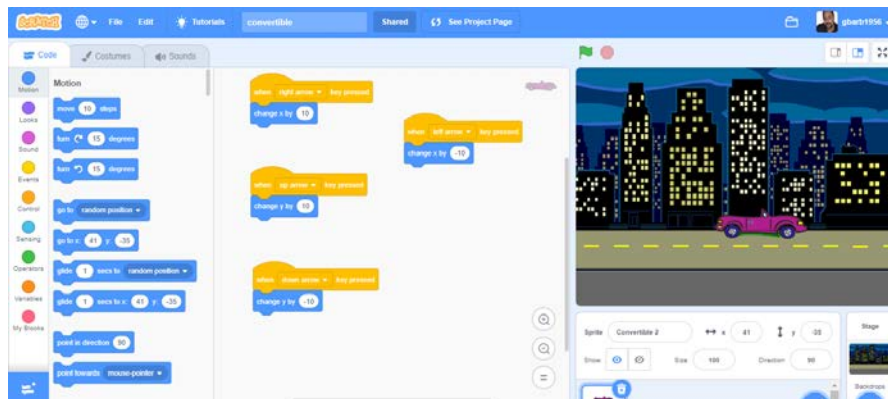 SCRATCH File Edit Tutorials convertible Shared See Project Page gbarb1956
Code Costumes Sounds
Motion
Looks
Sound
Events
Control
Sensing
Operators
Variables
My Blocks
Motion
move 10 steps
turn 15 degrees
turn 15 degrees
go to random position
go to x: 41 y: -35
glide 1 secs to random position
glide 1 secs to x: 41 y: -35
point in direction 90
point towards mouse-pointer
when right arrow key pressed
change x by 10
when left arrow key pressed
change x by -10
when up arrow key pressed
change y by 10
when down arrow key pressed
change y by -10
Sprite Convertible 2 x 41 y -35
Show Size 100 Direction 90
Stage
Backdrops